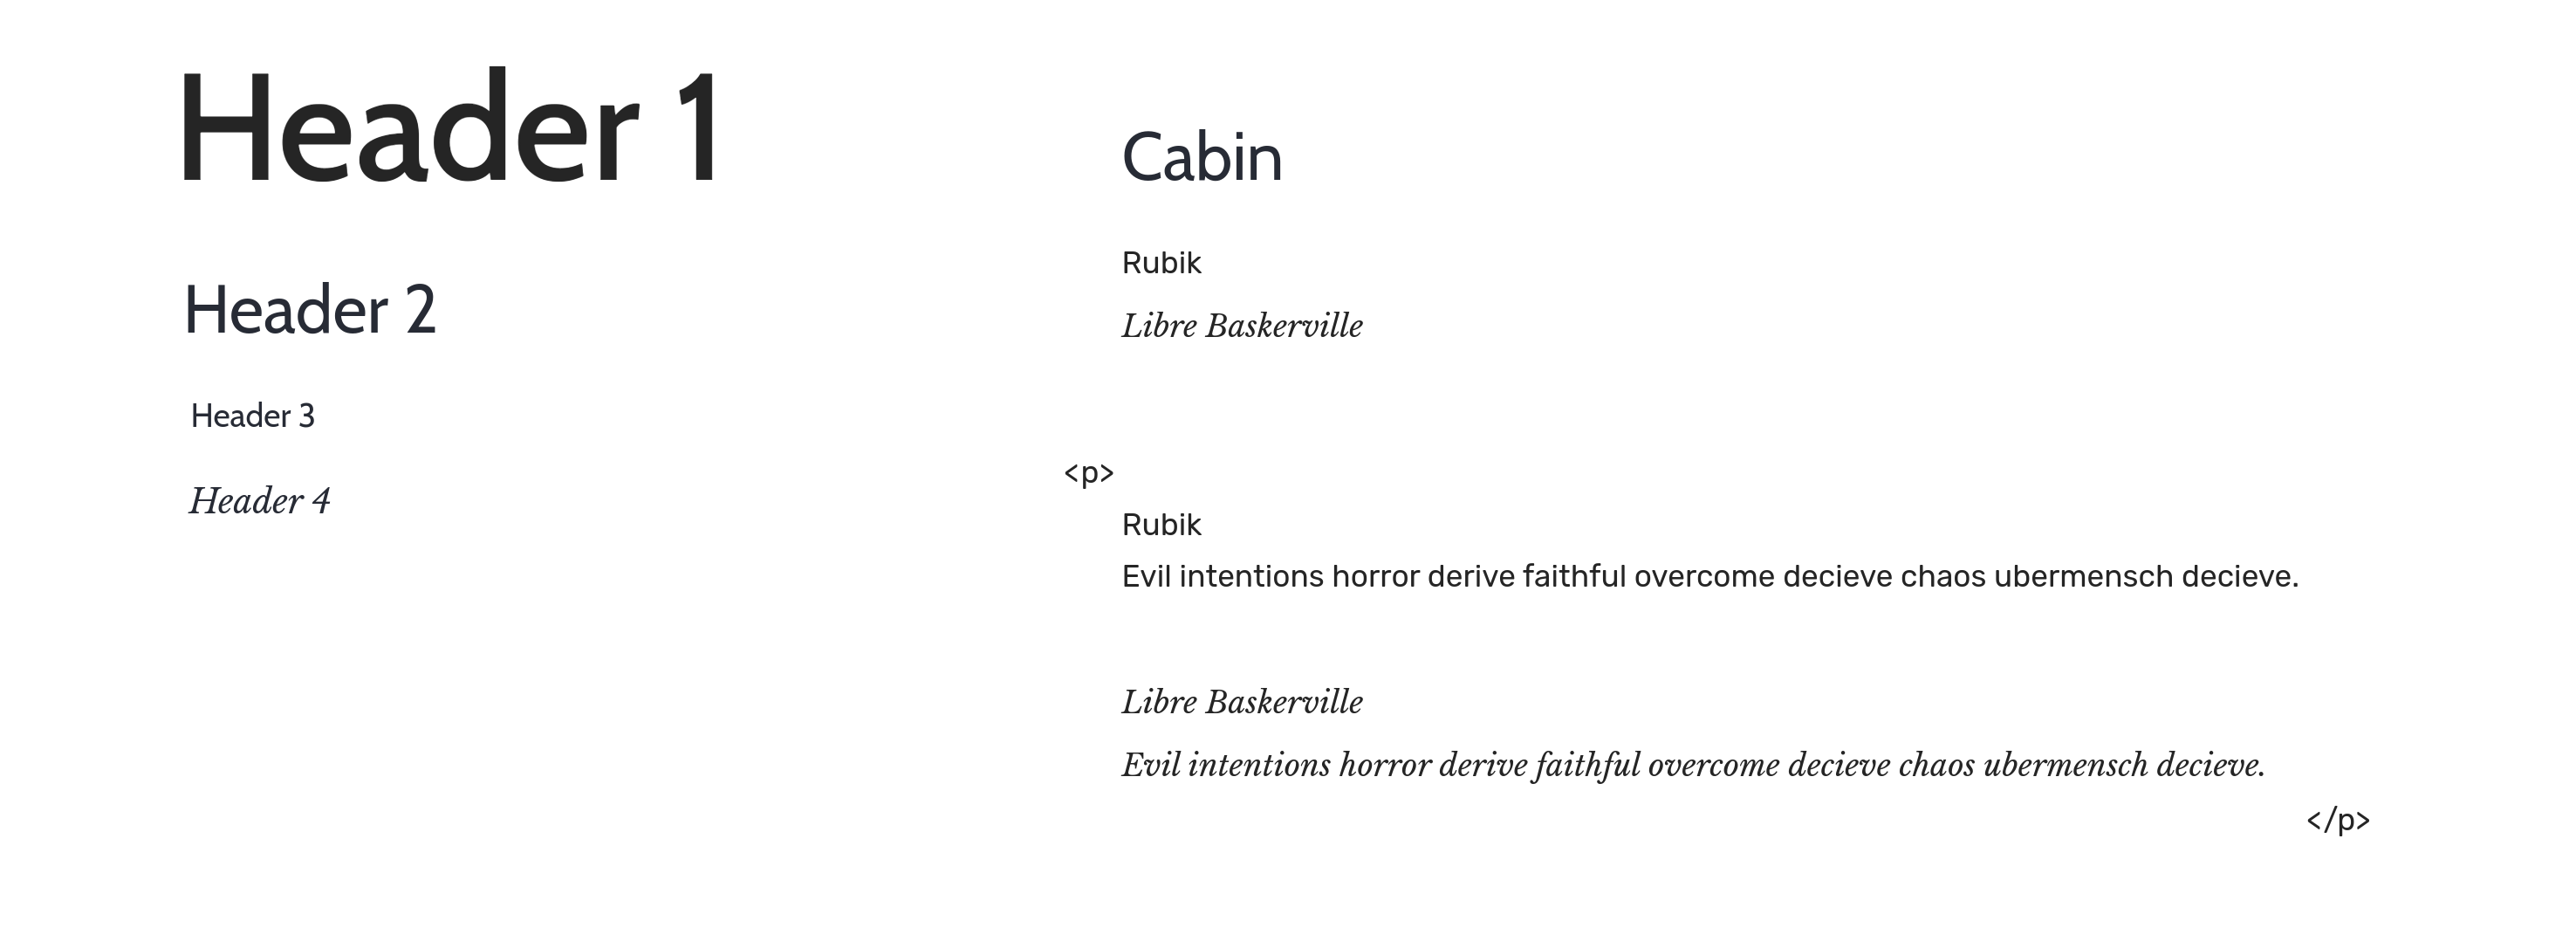 Header 1
Header 2
Header 3
Header 4
Cabin
Rubik
Libre Baskerville
<p>
Rubik
Evil intentions horror derive faithful overcome decieve chaos ubermensch decieve.
Libre Baskerville
Evil intentions horror derive faithful overcome decieve chaos ubermensch decieve.
</p>